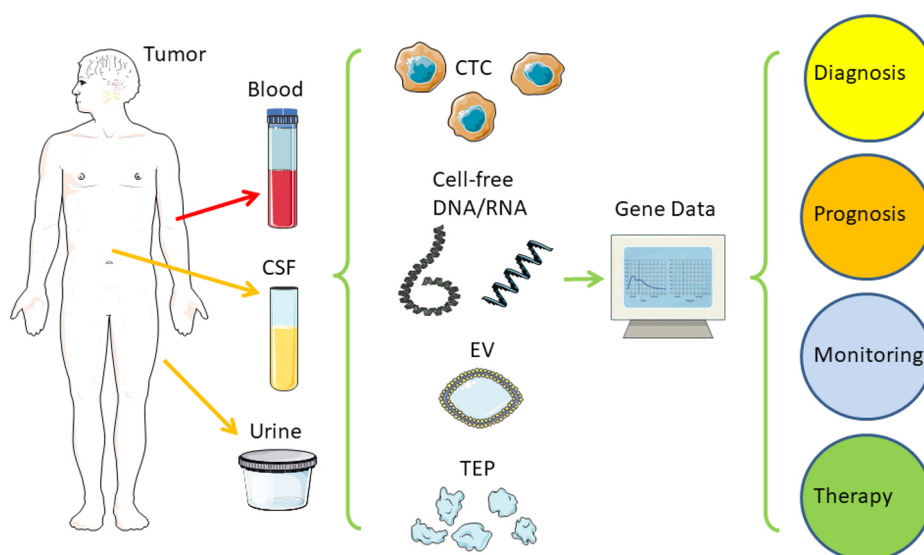 Tumor
Blood
CSF
Urine
CTC
Cell-free
DNA/RNA
EV
TEP
Gene Data
Diagnosis
Prognosis
Monitoring
Therapy